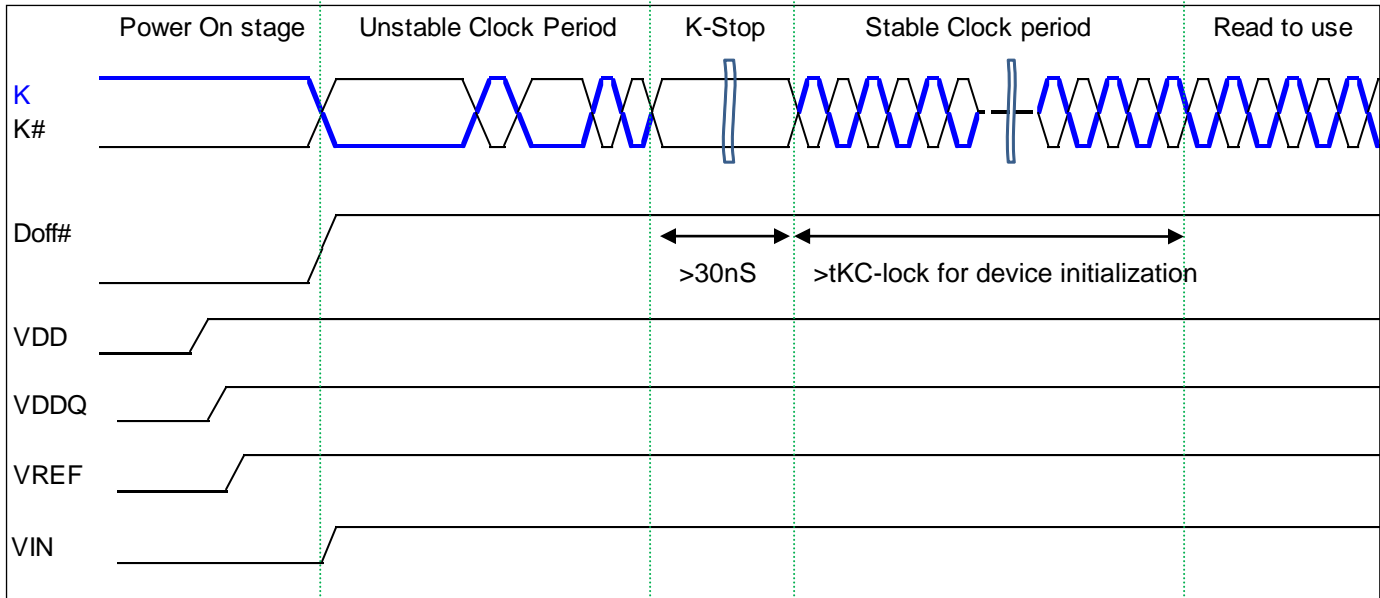 Power On stage Unstable Clock Period K-Stop Stable Clock period Read to use
K
K#
Doff#
>30nS >tKC-lock for device initialization
VDD
VDDQ
VREF
VIN